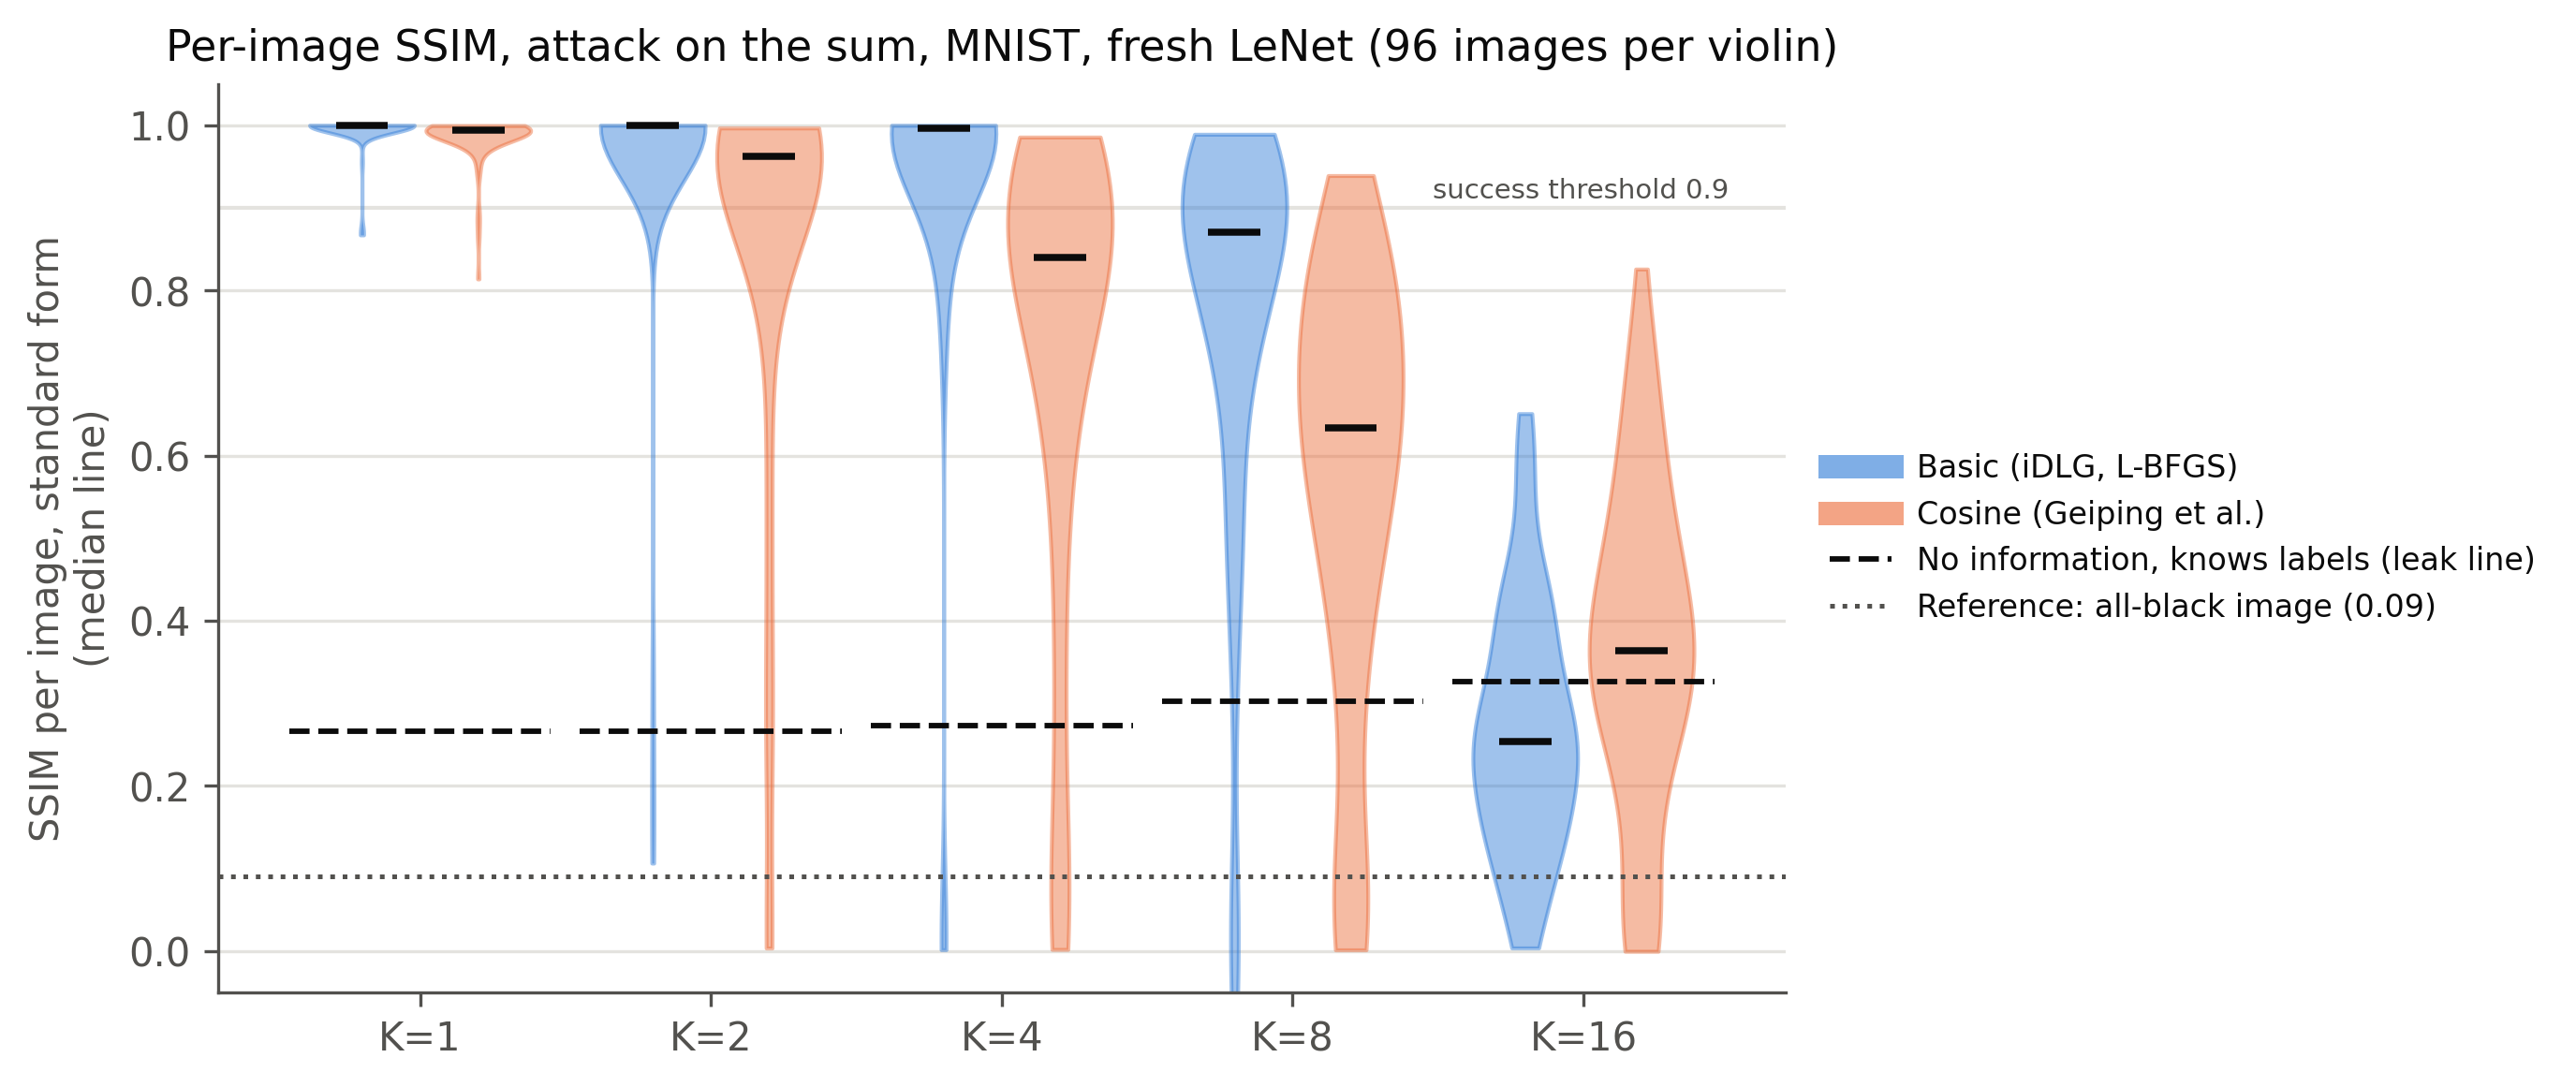 Per-image SSIM, attack on the sum, MNIST, fresh LeNet (96 images per violin)
SSIM per image, standard form
(median line)
1.0
0.8
0.6
0.4
0.2
0.0
success threshold 0.9
K=1
K=2
K=4
K=8
K=16
Basic (iDLG, L-BFGS)
Cosine (Geiping et al.)
No information, knows labels (leak line)
Reference: all-black image (0.09)